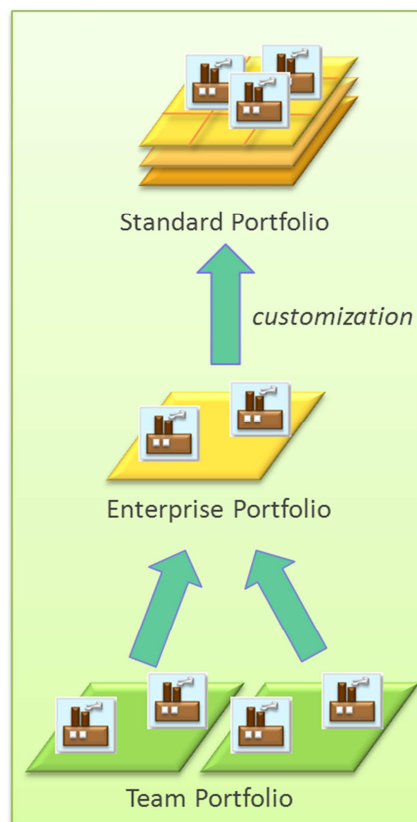 Standard Portfolio
customization
Enterprise Portfolio
Team Portfolio